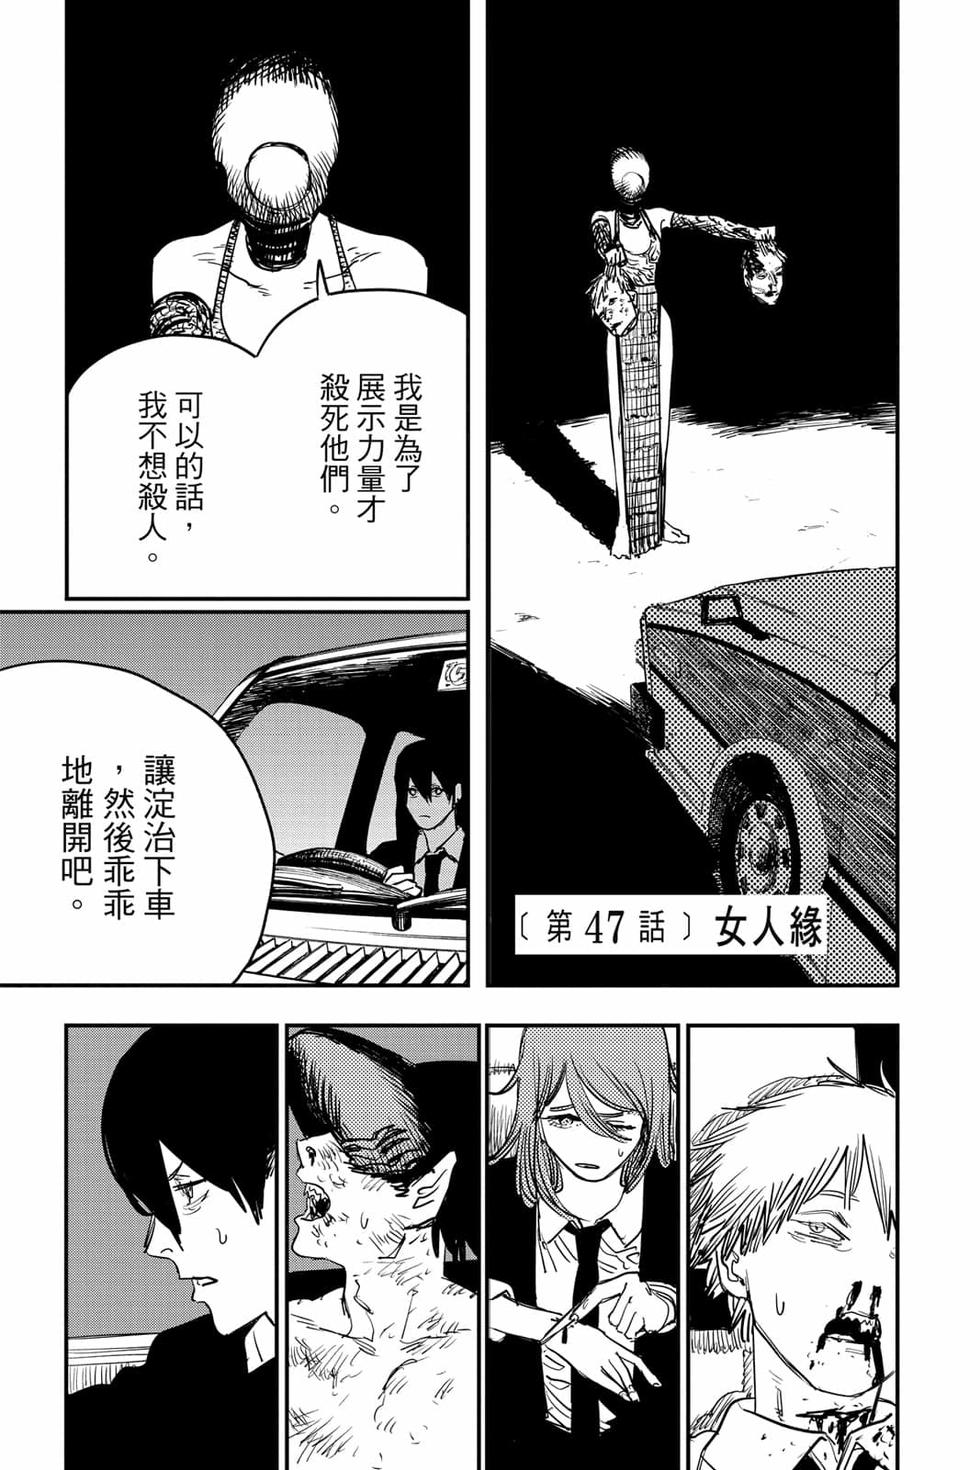 〔第47話〕女人緣
我是為了
展示力量才
殺死他們。
可以的話，
我不想殺人。
讓淀治下車
，然後乖乖
地離開吧。